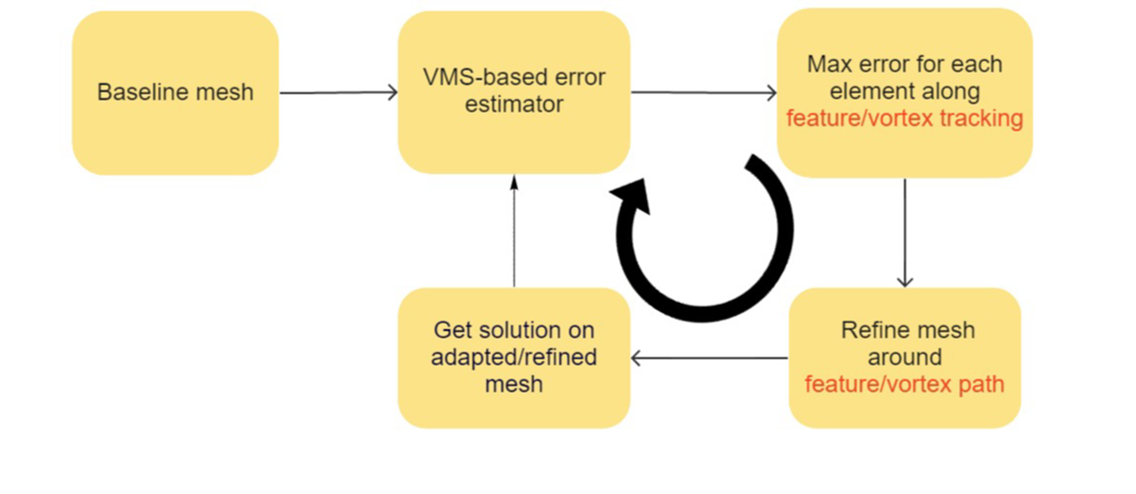 Baseline mesh
VMS-based error
estimator
Max error for each
element along
feature/vortex tracking
Refine mesh
around
feature/vortex path
Get solution on
adapted/refined
mesh